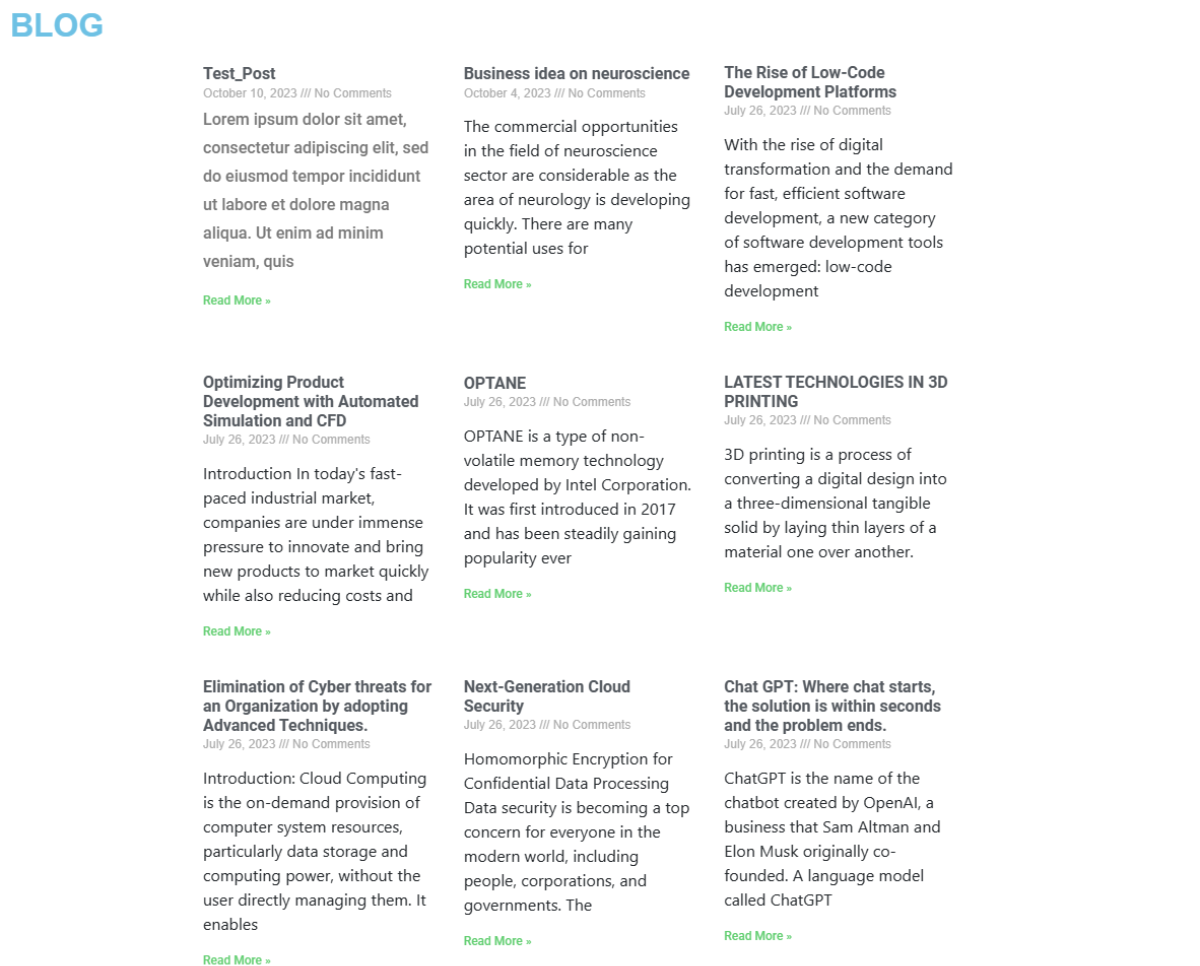 BLOG
Test_Post
October 10, 2023 /// No Comments
Lorem ipsum dolor sit amet,
consectetur adipiscing elit, sed
do eiusmod tempor incididunt
ut labore et dolore magna
aliqua. Ut enim ad minim
veniam, quis
Read More »
Business idea on neuroscience
October 4, 2023 /// No Comments
The commercial opportunities
in the field of neuroscience
sector are considerable as the
area of neurology is developing
quickly. There are many
potential uses for
Read More »
The Rise of Low-Code
Development Platforms
July 26, 2023 /// No Comments
With the rise of digital
transformation and the demand
for fast, efficient software
development, a new category
of software development tools
has emerged: low-code
development
Read More »
Optimizing Product
Development with Automated
Simulation and CFD
July 26, 2023 /// No Comments
Introduction In today's fast-
paced industrial market,
companies are under immense
pressure to innovate and bring
new products to market quickly
while also reducing costs and
Read More »
OPTANE
July 26, 2023 /// No Comments
OPTANE is a type of non-
volatile memory technology
developed by Intel Corporation.
It was first introduced in 2017
and has been steadily gaining
popularity ever
Read More »
LATEST TECHNOLOGIES IN 3D
PRINTING
July 26, 2023 /// No Comments
3D printing is a process of
converting a digital design into
a three-dimensional tangible
solid by laying thin layers of a
material one over another.
Read More »
Elimination of Cyber threats for
an Organization by adopting
Advanced Techniques.
July 26, 2023 /// No Comments
Introduction: Cloud Computing
is the on-demand provision of
computer system resources,
particularly data storage and
computing power, without the
user directly managing them. It
enables
Read More »
Next-Generation Cloud
Security
July 26, 2023 /// No Comments
Homomorphic Encryption for
Confidential Data Processing
Data security is becoming a top
concern for everyone in the
modern world, including
people, corporations, and
governments. The
Read More »
Chat GPT: Where chat starts,
the solution is within seconds
and the problem ends.
July 26, 2023 /// No Comments
ChatGPT is the name of the
chatbot created by OpenAI, a
business that Sam Altman and
Elon Musk originally co-
founded. A language model
called ChatGPT
Read More »